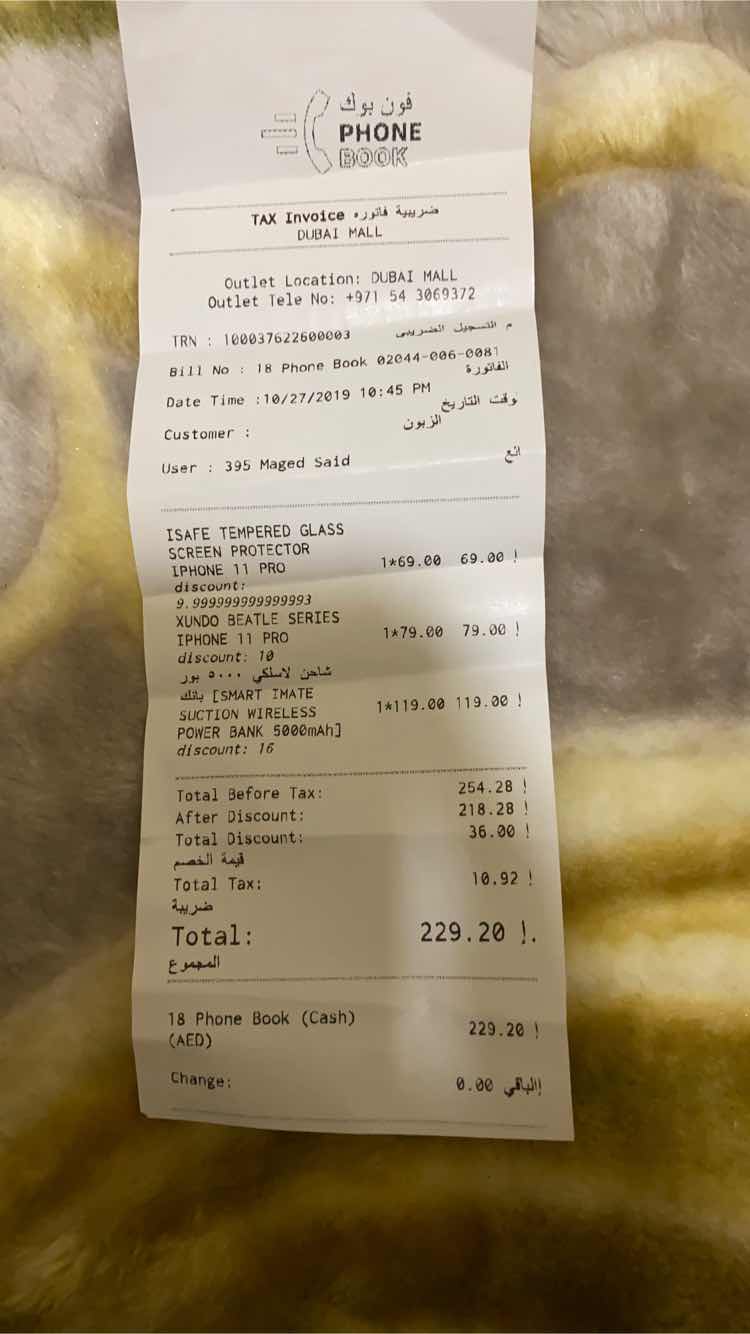 فون بوك
PHONE
BOOK
TAX Invoice ضريبية فاتوره
DUBAI MALL
Outlet Location: DUBAI MALL
Outlet Tele No: +971 54 3069372
TRN : 100037622600003 م التسجيل الضريبى
Bill No : 18 Phone Book 02044-006-0081
الفاتورة
Date Time :10/27/2019 10:45 PM
وقت التاريخ
Customer : الزبون
User : 395 Maged Said ائع
ISAFE TEMPERED GLASS
SCREEN PROTECTOR
IPHONE 11 PRO 1*69.00 69.00 !
discount:
9.999999999999993
XUNDO BEATLE SERIES
IPHONE 11 PRO 1*79.00 79.00 !
discount: 10
شاحن لاسلكي ٥٠٠٠ بور
بانك [SMART IMATE
SUCTION WIRELESS 1*119.00 119.00 !
POWER BANK 5000mAh]
discount: 16
Total Before Tax: 254.28 !
After Discount: 218.28 !
Total Discount: 36.00 !
قيمة الخصم
Total Tax: 10.92 !
ضريبة
Total: 229.20 !.
المجموع
18 Phone Book (Cash) 229.20 !
(AED)
Change: 0.00 الباقي!